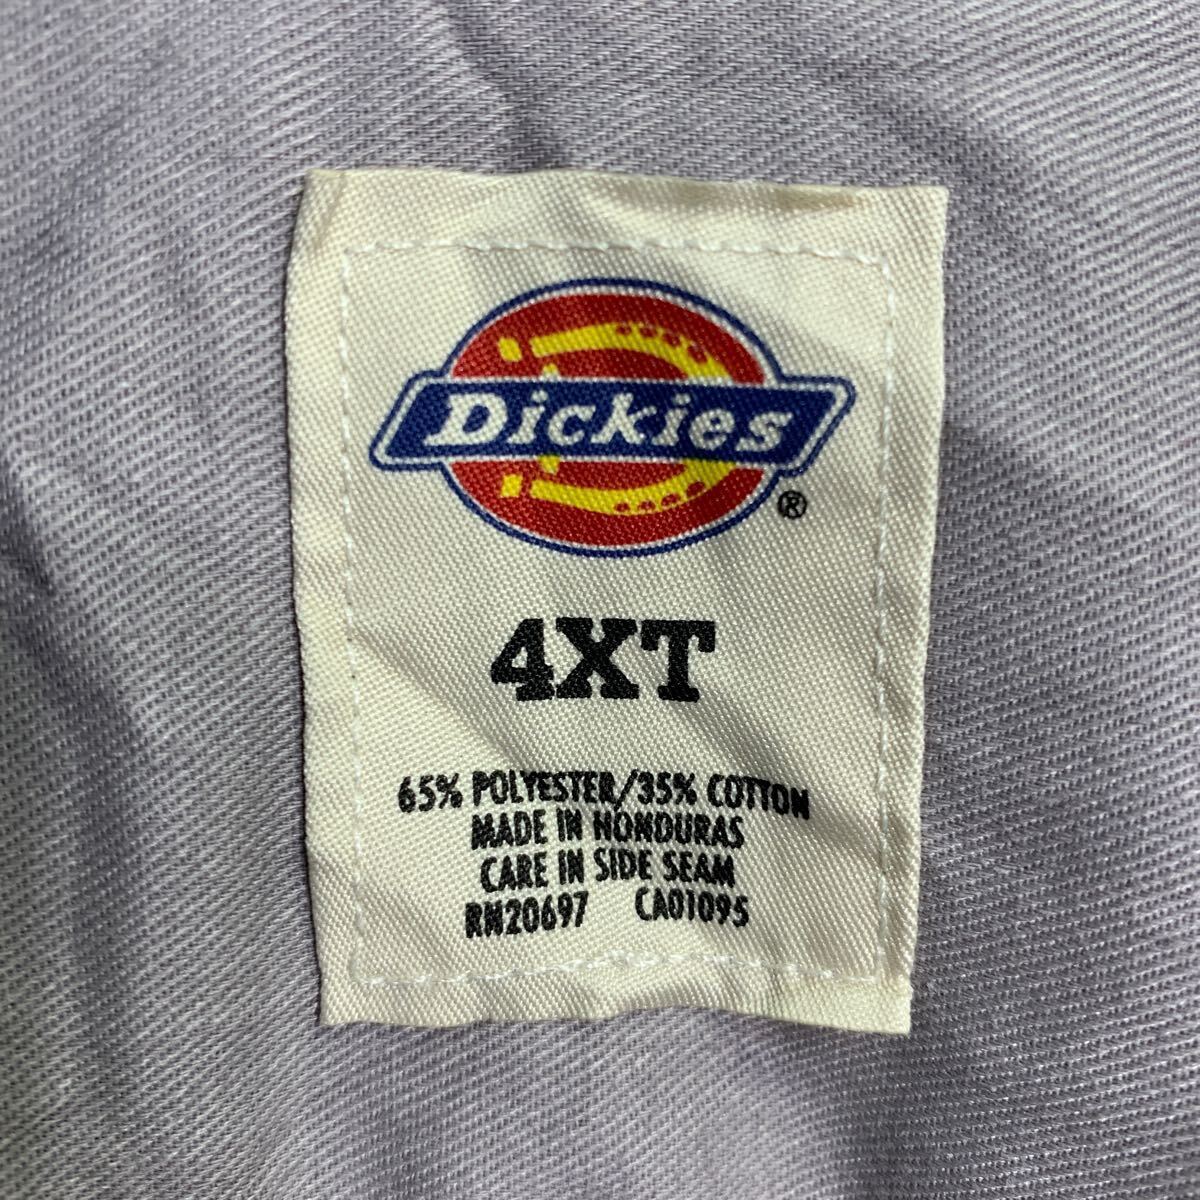 Dickies
®
4XT
65% POLYESTER/35% COTTON
MADE IN HONDURAS
CARE IN SIDE SEAM
RN20697 CA01095